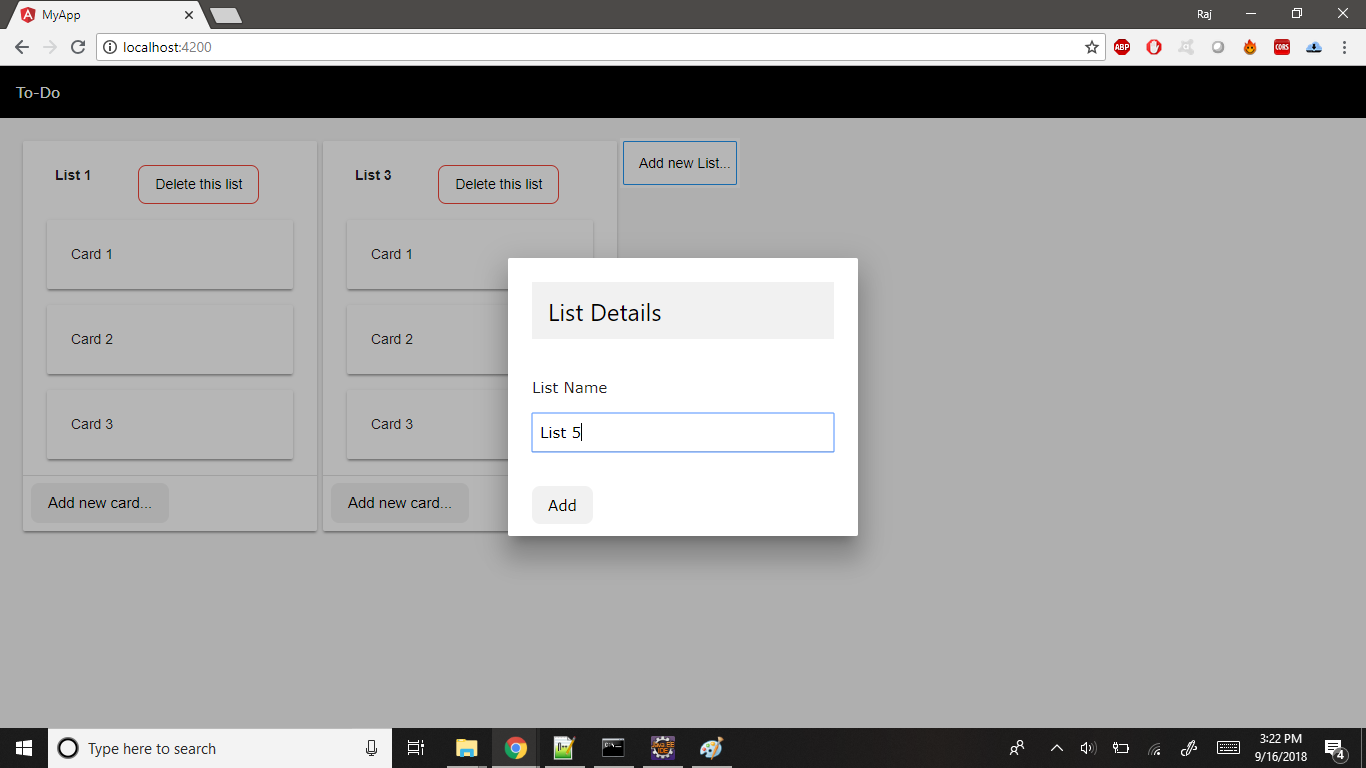 MyApp
Raj
localhost:4200
ABP
CORS
To-Do
List 1
Delete this list
List 3
Delete this list
Add new List...
Card 1
Card 1
Card 2
Card 2
Card 3
Card 3
Add new card...
Add new card...
List Details
List Name
List 5
Add
Type here to search
3:22 PM
9/16/2018
4